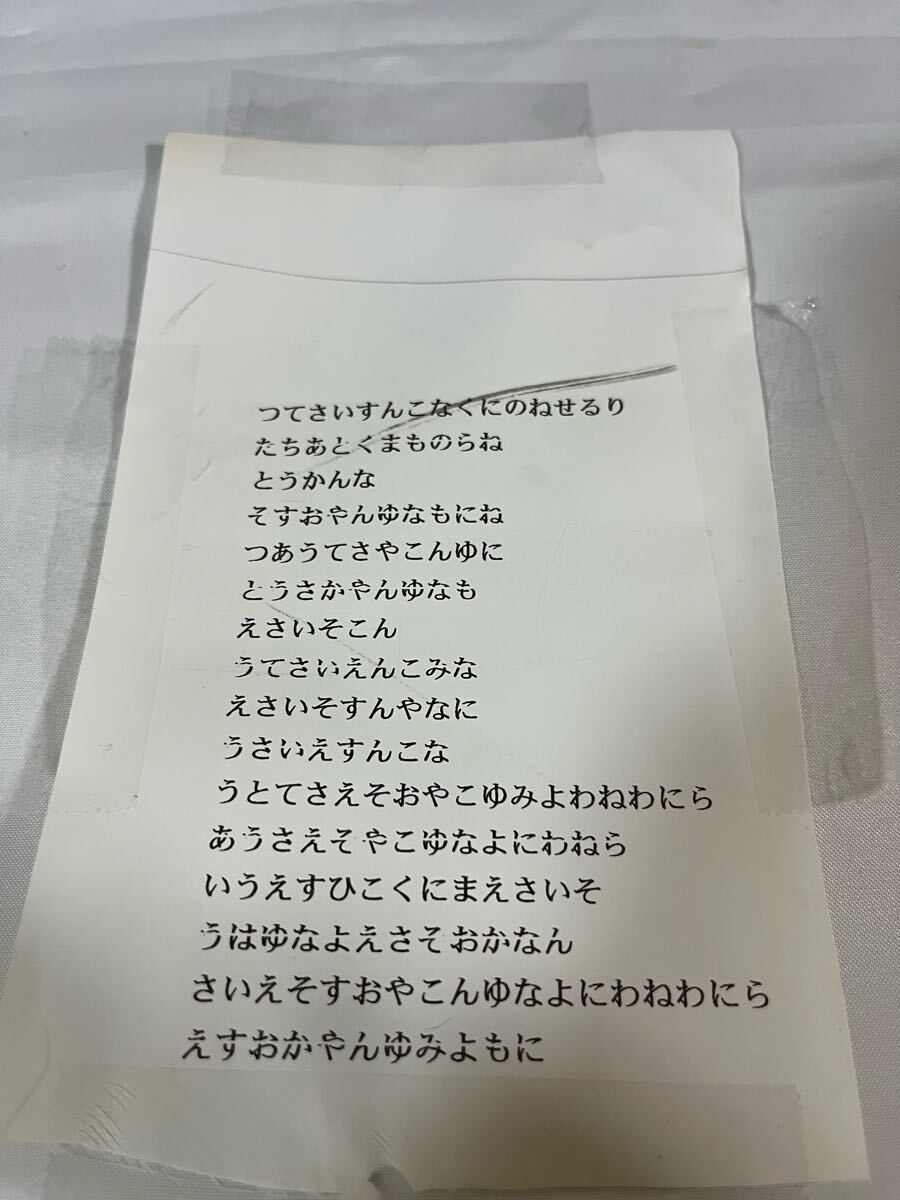 つてさいすんこなくにのねせるり
たちあとくまものらね
とうかんな
そすおやんゆなもにね
つあうてさやこんゆに
とうさかやんゆなも
えさいそこん
うてさいえんこみな
えさいそすんやなに
うさいえすんこな
うとてさえそおやこゆみよわねわにら
あうさえそやこゆなよにわねら
いうえすひこくにまえさいそ
うはゆなよえさそおかなん
さいえそすおやこんゆなよにわねわにら
えすおかやんゆみよもに